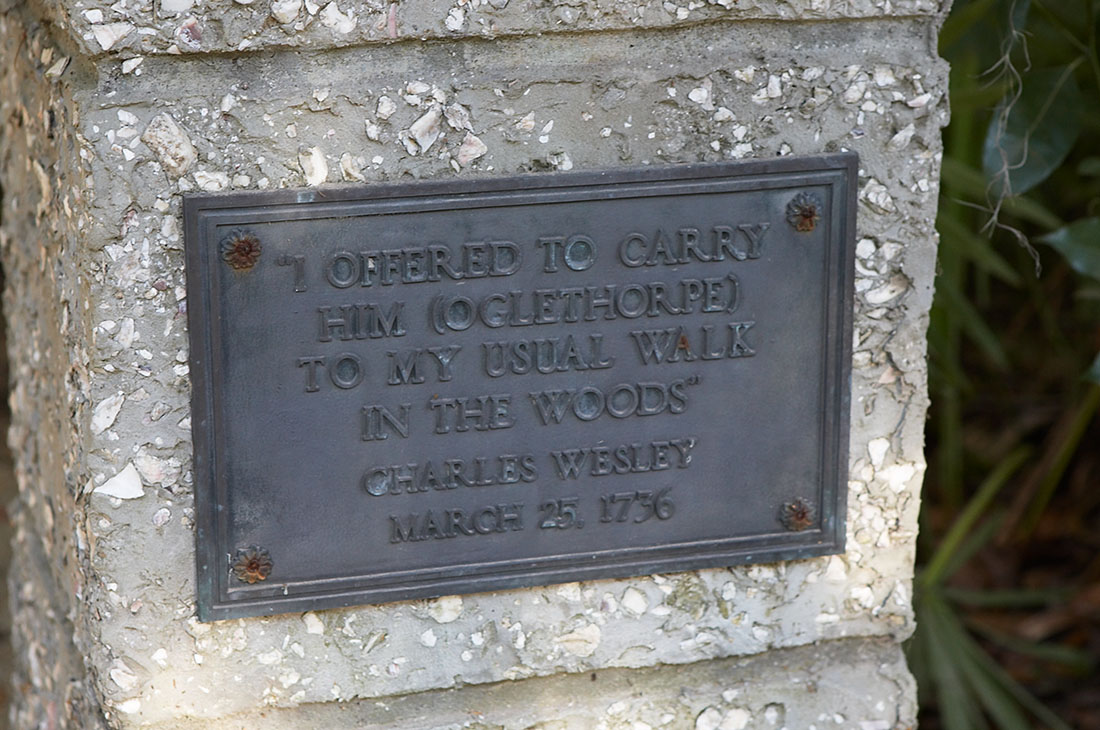 "I OFFERED TO CARRY
HIM (OGLETHORPE)
TO MY USUAL WALK
IN THE WOODS"
CHARLES WESLEY
MARCH 25, 1736